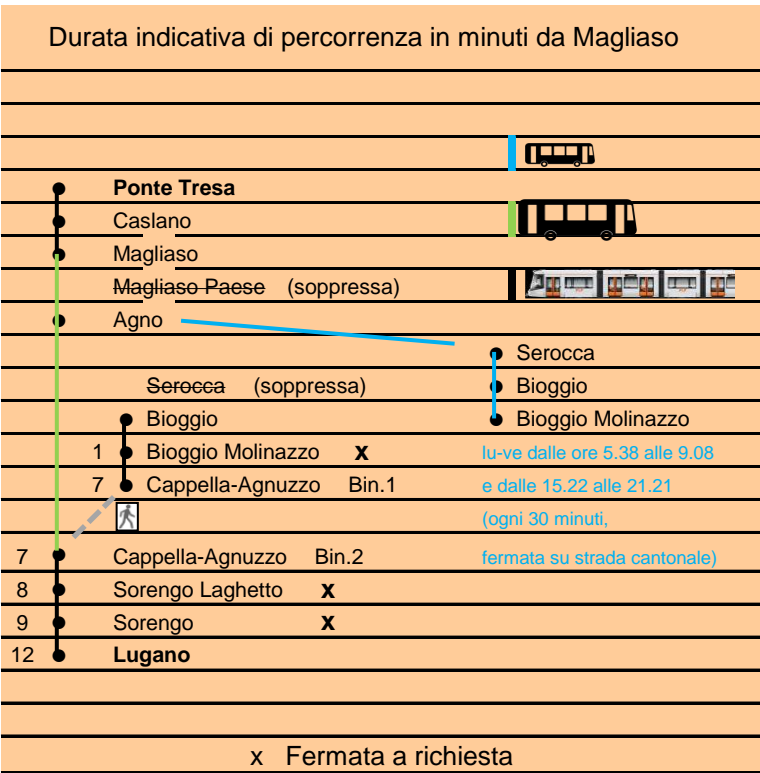 Durata indicativa di percorrenza in minuti da Magliaso
Ponte Tresa
Caslano
Magliaso
Magliaso Paese (soppressa)
Agno
Serocca
Serocca (soppressa) Bioggio
Bioggio Bioggio Molinazzo
1 Bioggio Molinazzo x lu-ve dalle ore 5.38 alle 9.08
7 Cappella-Agnuzzo Bin.1 e dalle 15.22 alle 21.21
(ogni 30 minuti,
7 Cappella-Agnuzzo Bin.2 fermata su strada cantonale)
8 Sorengo Laghetto x
9 Sorengo x
12 Lugano
x Fermata a richiesta